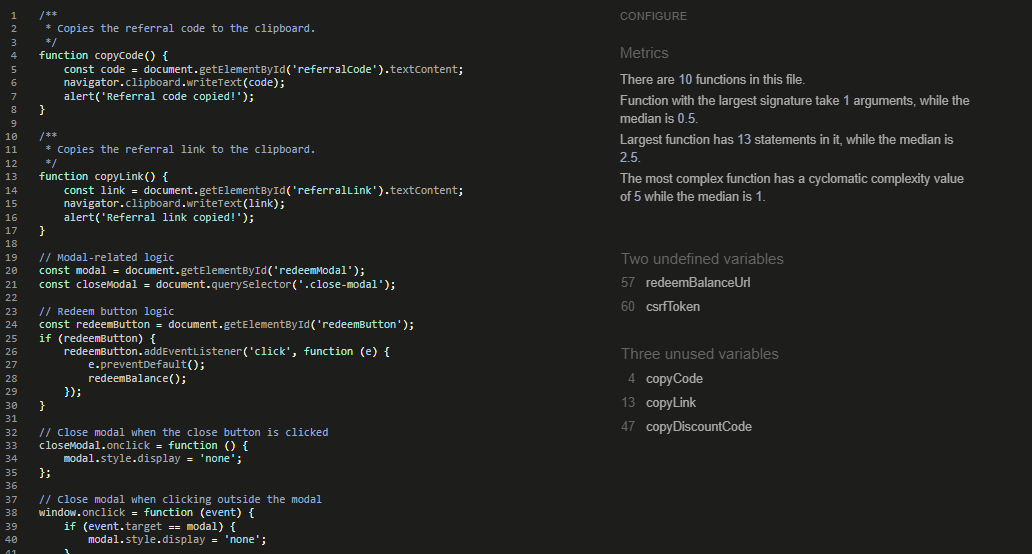 1 /**
2  * Copies the referral code to the clipboard.
3  */
4 function copyCode() {
5     const code = document.getElementById('referralCode').textContent;
6     navigator.clipboard.writeText(code);
7     alert('Referral code copied!');
8 }
9
10 /**
11  * Copies the referral link to the clipboard.
12  */
13 function copyLink() {
14     const link = document.getElementById('referralLink').textContent;
15     navigator.clipboard.writeText(link);
16     alert('Referral link copied!');
17 }
18
19 // Modal-related logic
20 const modal = document.getElementById('redeemModal');
21 const closeModal = document.querySelector('.close-modal');
22
23 // Redeem button logic
24 const redeemButton = document.getElementById('redeemButton');
25 if (redeemButton) {
26     redeemButton.addEventListener('click', function (e) {
27         e.preventDefault();
28         redeemBalance();
29     });
30 }
31
32 // Close modal when the close button is clicked
33 closeModal.onclick = function () {
34     modal.style.display = 'none';
35 };
36
37 // Close modal when clicking outside the modal
38 window.onclick = function (event) {
39     if (event.target == modal) {
40         modal.style.display = 'none';
41     }
CONFIGURE
Metrics
There are 10 functions in this file.
Function with the largest signature take 1 arguments, while the
median is 0.5.
Largest function has 13 statements in it, while the median is
2.5.
The most complex function has a cyclomatic complexity value
of 5 while the median is 1.
Two undefined variables
57 redeemBalanceUrl
60 csrfToken
Three unused variables
4 copyCode
13 copyLink
47 copyDiscountCode